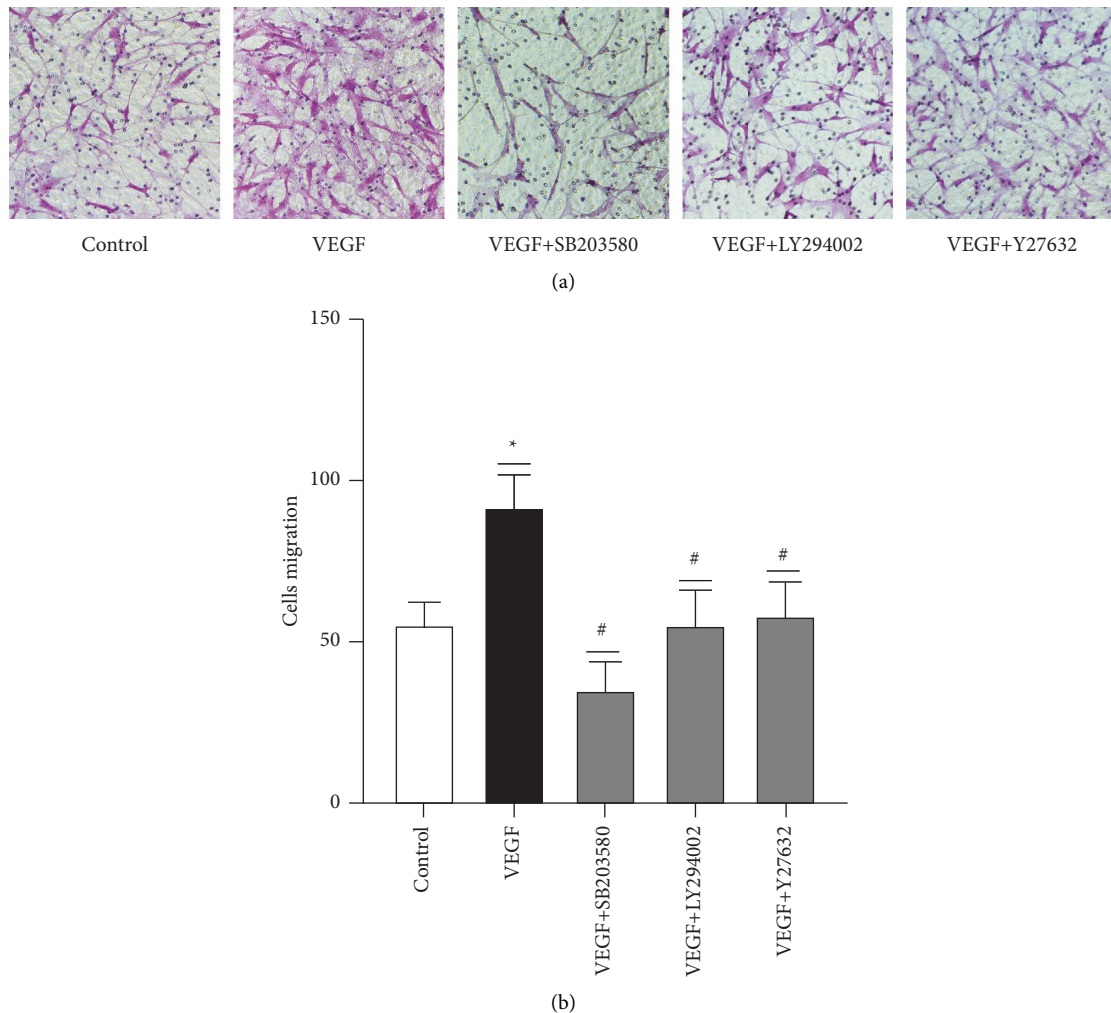 Control VEGF VEGF+SB203580 VEGF+LY294002 VEGF+Y27632
(a)
150
100
50
0
Cells migration
*
#
#
#
Control
VEGF
VEGF+SB203580
VEGF+LY294002
VEGF+Y27632
(b)